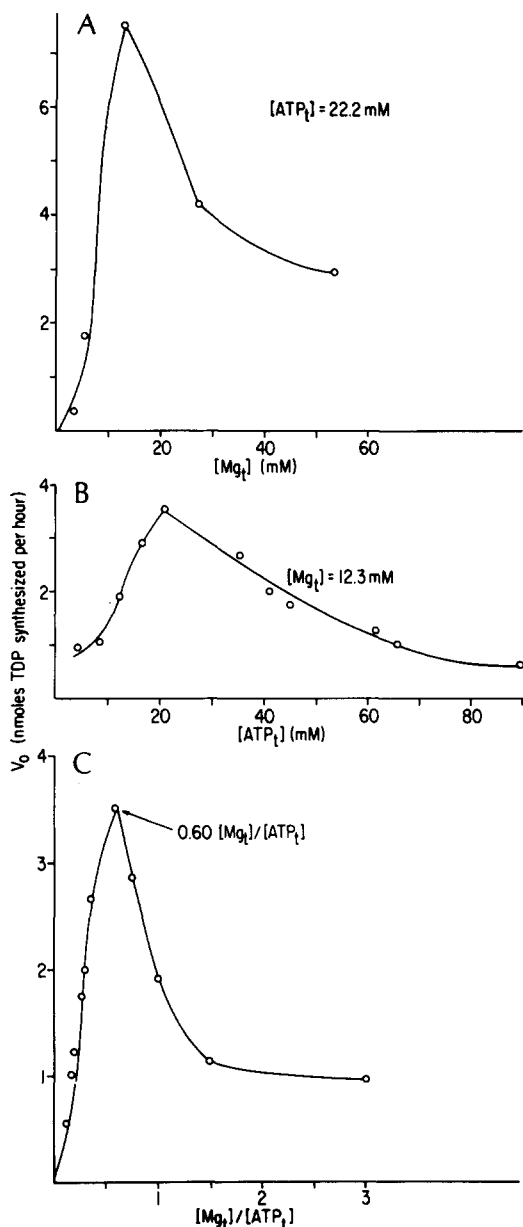 A
[ATPt] = 22.2 mM
6
4
2
20
40
60
[Mgt] (mM)
B
4
2
[Mgt] = 12.3 mM
20
40
60
80
[ATPt] (mM)
V0 (nmoles TDP synthesized per hour)
C
4
3
2
1
0.60 [Mgt]/[ATPt]
1
2
3
[Mgt]/[ATPt]